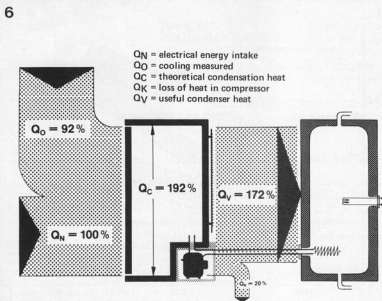 6
QN = electrical energy intake
QO = cooling measured
QC = theoretical condensation heat
QK = loss of heat in compressor
QV = useful condenser heat
QO = 92%
QC = 192%
QV = 172%
QN = 100%
QK = 20%